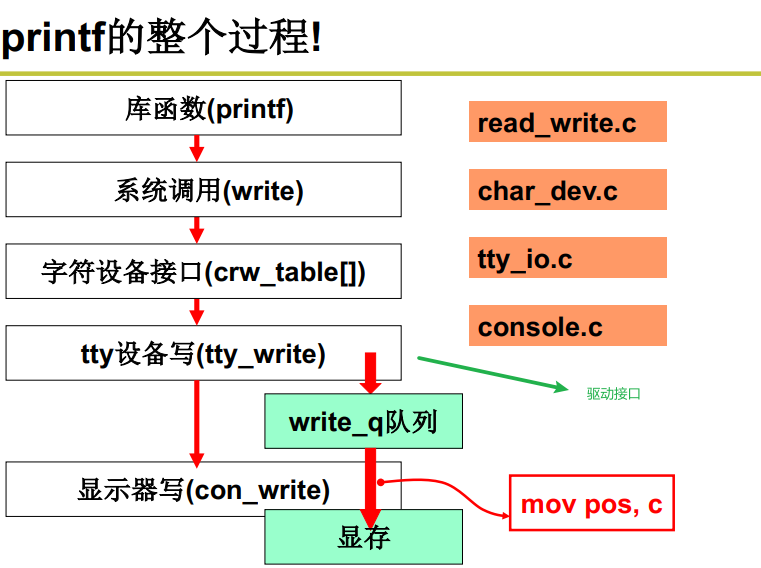 printf的整个过程!
库函数(printf)
系统调用(write)
字符设备接口(crw_table[])
tty设备写(tty_write)
write_q队列
显示器写(con_write)
显存
read_write.c
char_dev.c
tty_io.c
console.c
驱动接口
mov pos, c